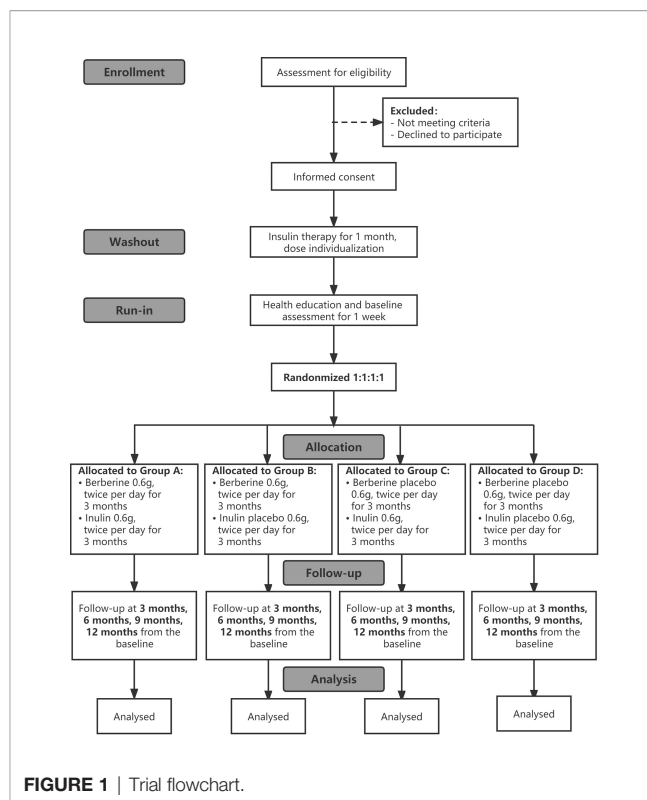 Enrollment
Assessment for eligibility
Excluded:
- Not meeting criteria
- Declined to participate
Informed consent
Washout
Insulin therapy for 1 month,
dose individualization
Run-in
Health education and baseline
assessment for 1 week
Randonmized 1:1:1:1
Allocation
Allocated to Group A:
• Berberine 0.6g,
twice per day for
3 months
• Inulin 0.6g,
twice per day for
3 months
Allocated to Group B:
• Berberine 0.6g,
twice per day for
3 months
• Inulin placebo 0.6g,
twice per day for
3 months
Allocated to Group C:
• Berberine placebo
0.6g, twice per day
for 3 months
• Inulin 0.6g,
twice per day for
3 months
Allocated to Group D:
• Berberine placebo
0.6g, twice per day
for 3 months
• Inulin placebo 0.6g,
twice per day for
3 months
Follow-up
Follow-up at 3 months,
6 months, 9 months,
12 months from the
baseline
Follow-up at 3 months,
6 months, 9 months,
12 months from the
baseline
Follow-up at 3 months,
6 months, 9 months,
12 months from the
baseline
Follow-up at 3 months,
6 months, 9 months,
12 months from the
baseline
Analysis
Analysed
Analysed
Analysed
Analysed
FIGURE 1 | Trial flowchart.